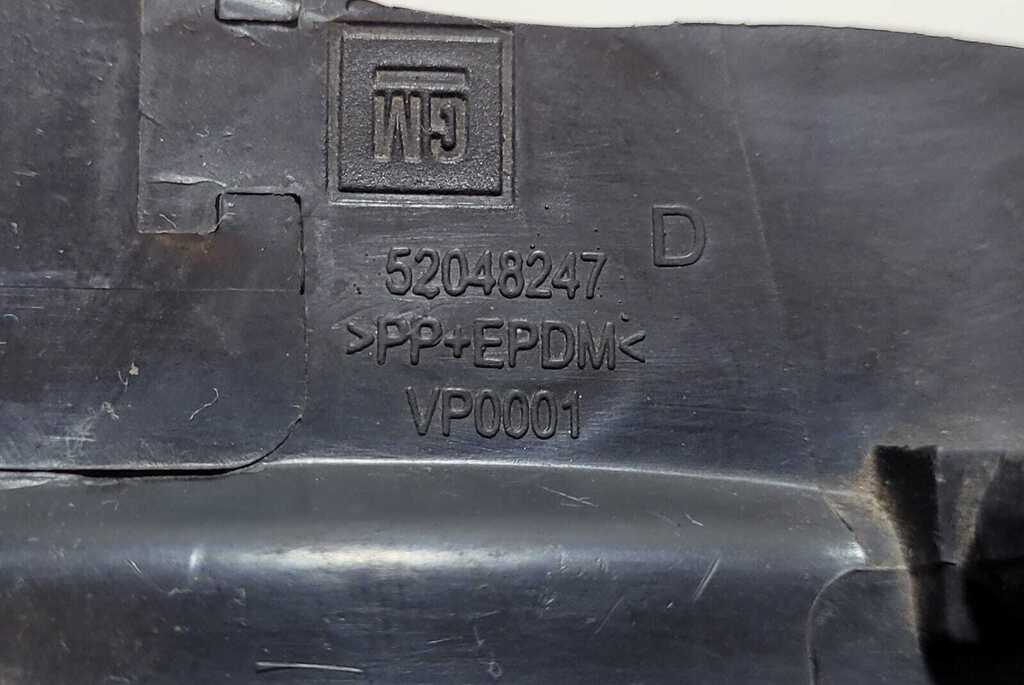 GM
D
52048247
>PP+EPDM<
VP0001